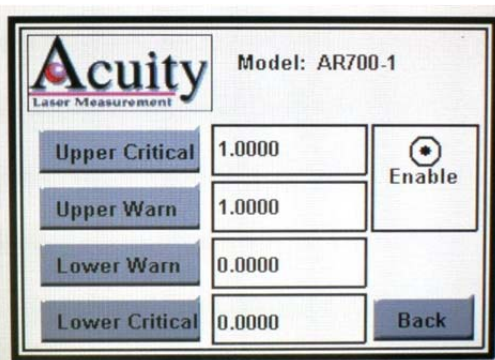 Acuity
Laser Measurement
Model: AR700-1
Upper Critical 1.0000
Enable
Upper Warn 1.0000
Lower Warn 0.0000
Lower Critical 0.0000
Back